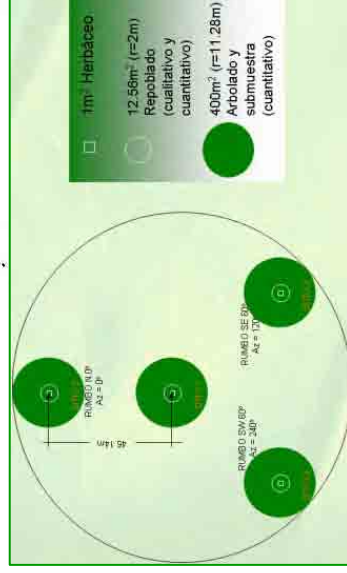 1m² Herbáceo
12.56m² (r=2m)
Repoblado
(cualitativo y
cuantitativo)
400m² (r=11.28m)
Arbolado y
submuestra
(cuantitativo)
RUMBO N 0º
Az = 0º
45.14m
RUMBO SE 60º
Az = 120
RUMBO SW 60º
Az = 240º